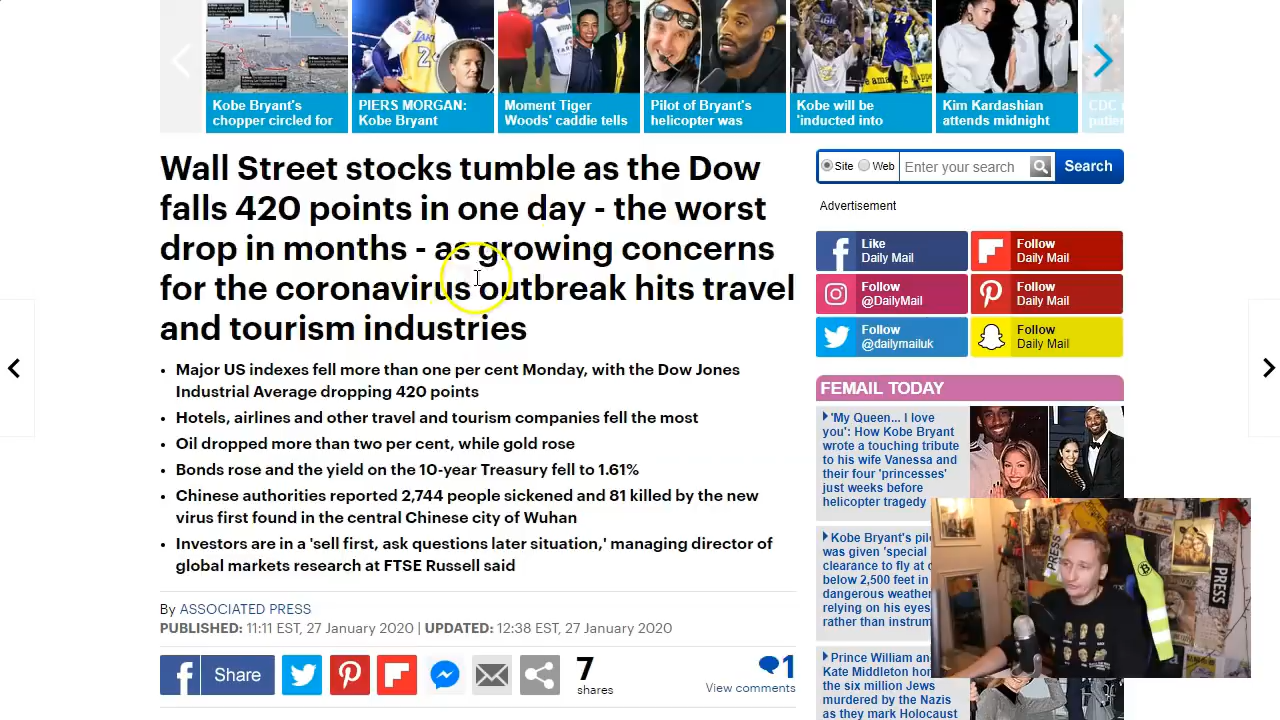 Kobe Bryant's
chopper circled for
PIERS MORGAN:
Kobe Bryant
Moment Tiger
Woods' caddie tells
Pilot of Bryant's
helicopter was
Kobe will be
'inducted into
Kim Kardashian
attends midnight
Wall Street stocks tumble as the Dow
falls 420 points in one day - the worst
drop in months - as growing concerns
for the coronavirus outbreak hits travel
and tourism industries
Major US indexes fell more than one per cent Monday, with the Dow Jones
Industrial Average dropping 420 points
Hotels, airlines and other travel and tourism companies fell the most
Oil dropped more than two per cent, while gold rose
Bonds rose and the yield on the 10-year Treasury fell to 1.61%
Chinese authorities reported 2,744 people sickened and 81 killed by the new
virus first found in the central Chinese city of Wuhan
Investors are in a 'sell first, ask questions later situation,' managing director of
global markets research at FTSE Russell said
By ASSOCIATED PRESS
PUBLISHED: 11:11 EST, 27 January 2020 | UPDATED: 12:38 EST, 27 January 2020
Share
7
shares
1
View comments
Site Web Enter your search Search
Advertisement
Like
Daily Mail
Follow
Daily Mail
Follow
@DailyMail
Follow
Daily Mail
Follow
@dailymailuk
Follow
Daily Mail
FEMAIL TODAY
'My Queen... I love
you': How Kobe Bryant
wrote a touching tribute
to his wife Vanessa and
their four 'princesses'
just weeks before
helicopter tragedy
Kobe Bryant's
was given 'special
clearance to fly at
below 2,500 feet in
dangerous weather
relying on his eyes
rather than
Prince William
Kate Middleton
the six million Jews
murdered by the Nazis
as they mark Holocaust
PRESS
PRESS